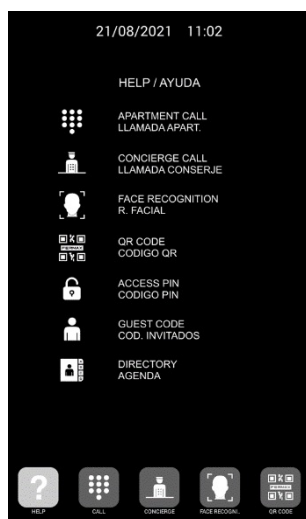 21/08/2021 11:02
HELP / AYUDA
APARTMENT CALL
LLAMADA APART.
CONCIERGE CALL
LLAMADA CONSERJE
FACE RECOGNITION
R. FACIAL
QR CODE
CODIGO QR
ACCESS PIN
CODIGO PIN
GUEST CODE
COD. INVITADOS
DIRECTORY
AGENDA
HELP
CALL
CONCIERGE
FACE RECOGNI..
QR CODE